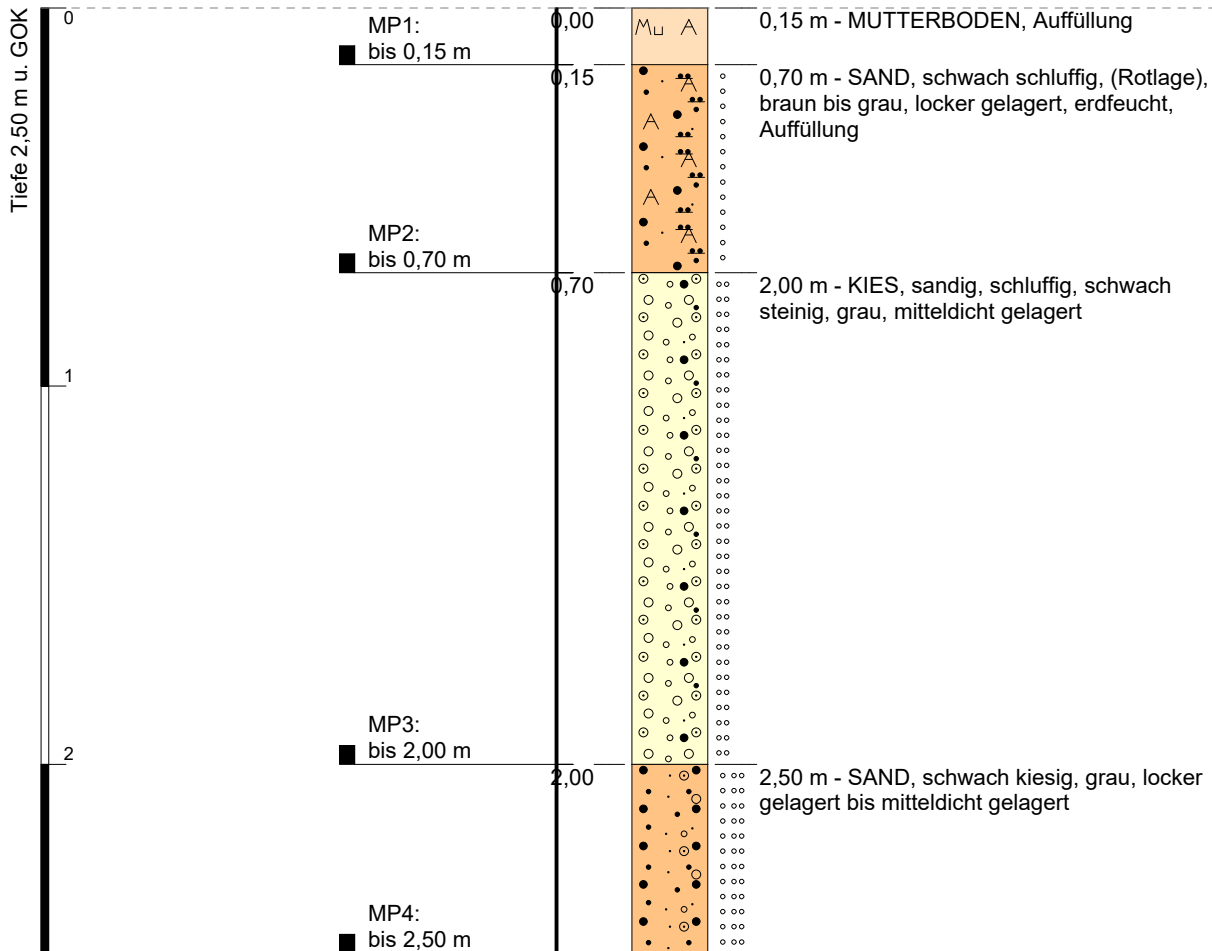 Tiefe 2,50 m u. GOK
0
MP1:
bis 0,15 m
0,00
Mu A
0,15 m - MUTTERBODEN, Auffüllung
0,15
A
A
A
A
A
0,70 m - SAND, schwach schluffig, (Rotlage),
braun bis grau, locker gelagert, erdfeucht,
Auffüllung
MP2:
bis 0,70 m
0,70
2,00 m - KIES, sandig, schluffig, schwach
steinig, grau, mitteldicht gelagert
1
MP3:
bis 2,00 m
2
2,00
2,50 m - SAND, schwach kiesig, grau, locker
gelagert bis mitteldicht gelagert
MP4:
bis 2,50 m